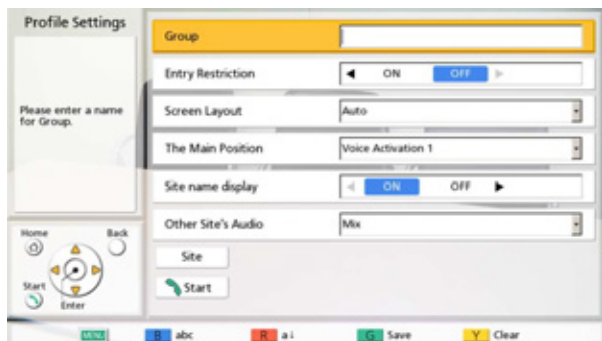 Profile Settings
Please enter a name
for Group.
Group
Entry Restriction
ON OFF
Screen Layout
Auto
The Main Position
Voice Activation 1
Site name display
ON OFF
Other Site's Audio
Mix
Site
Start
Home Back
Start
Enter
MENU B abc R a↓ G Save Y Clear